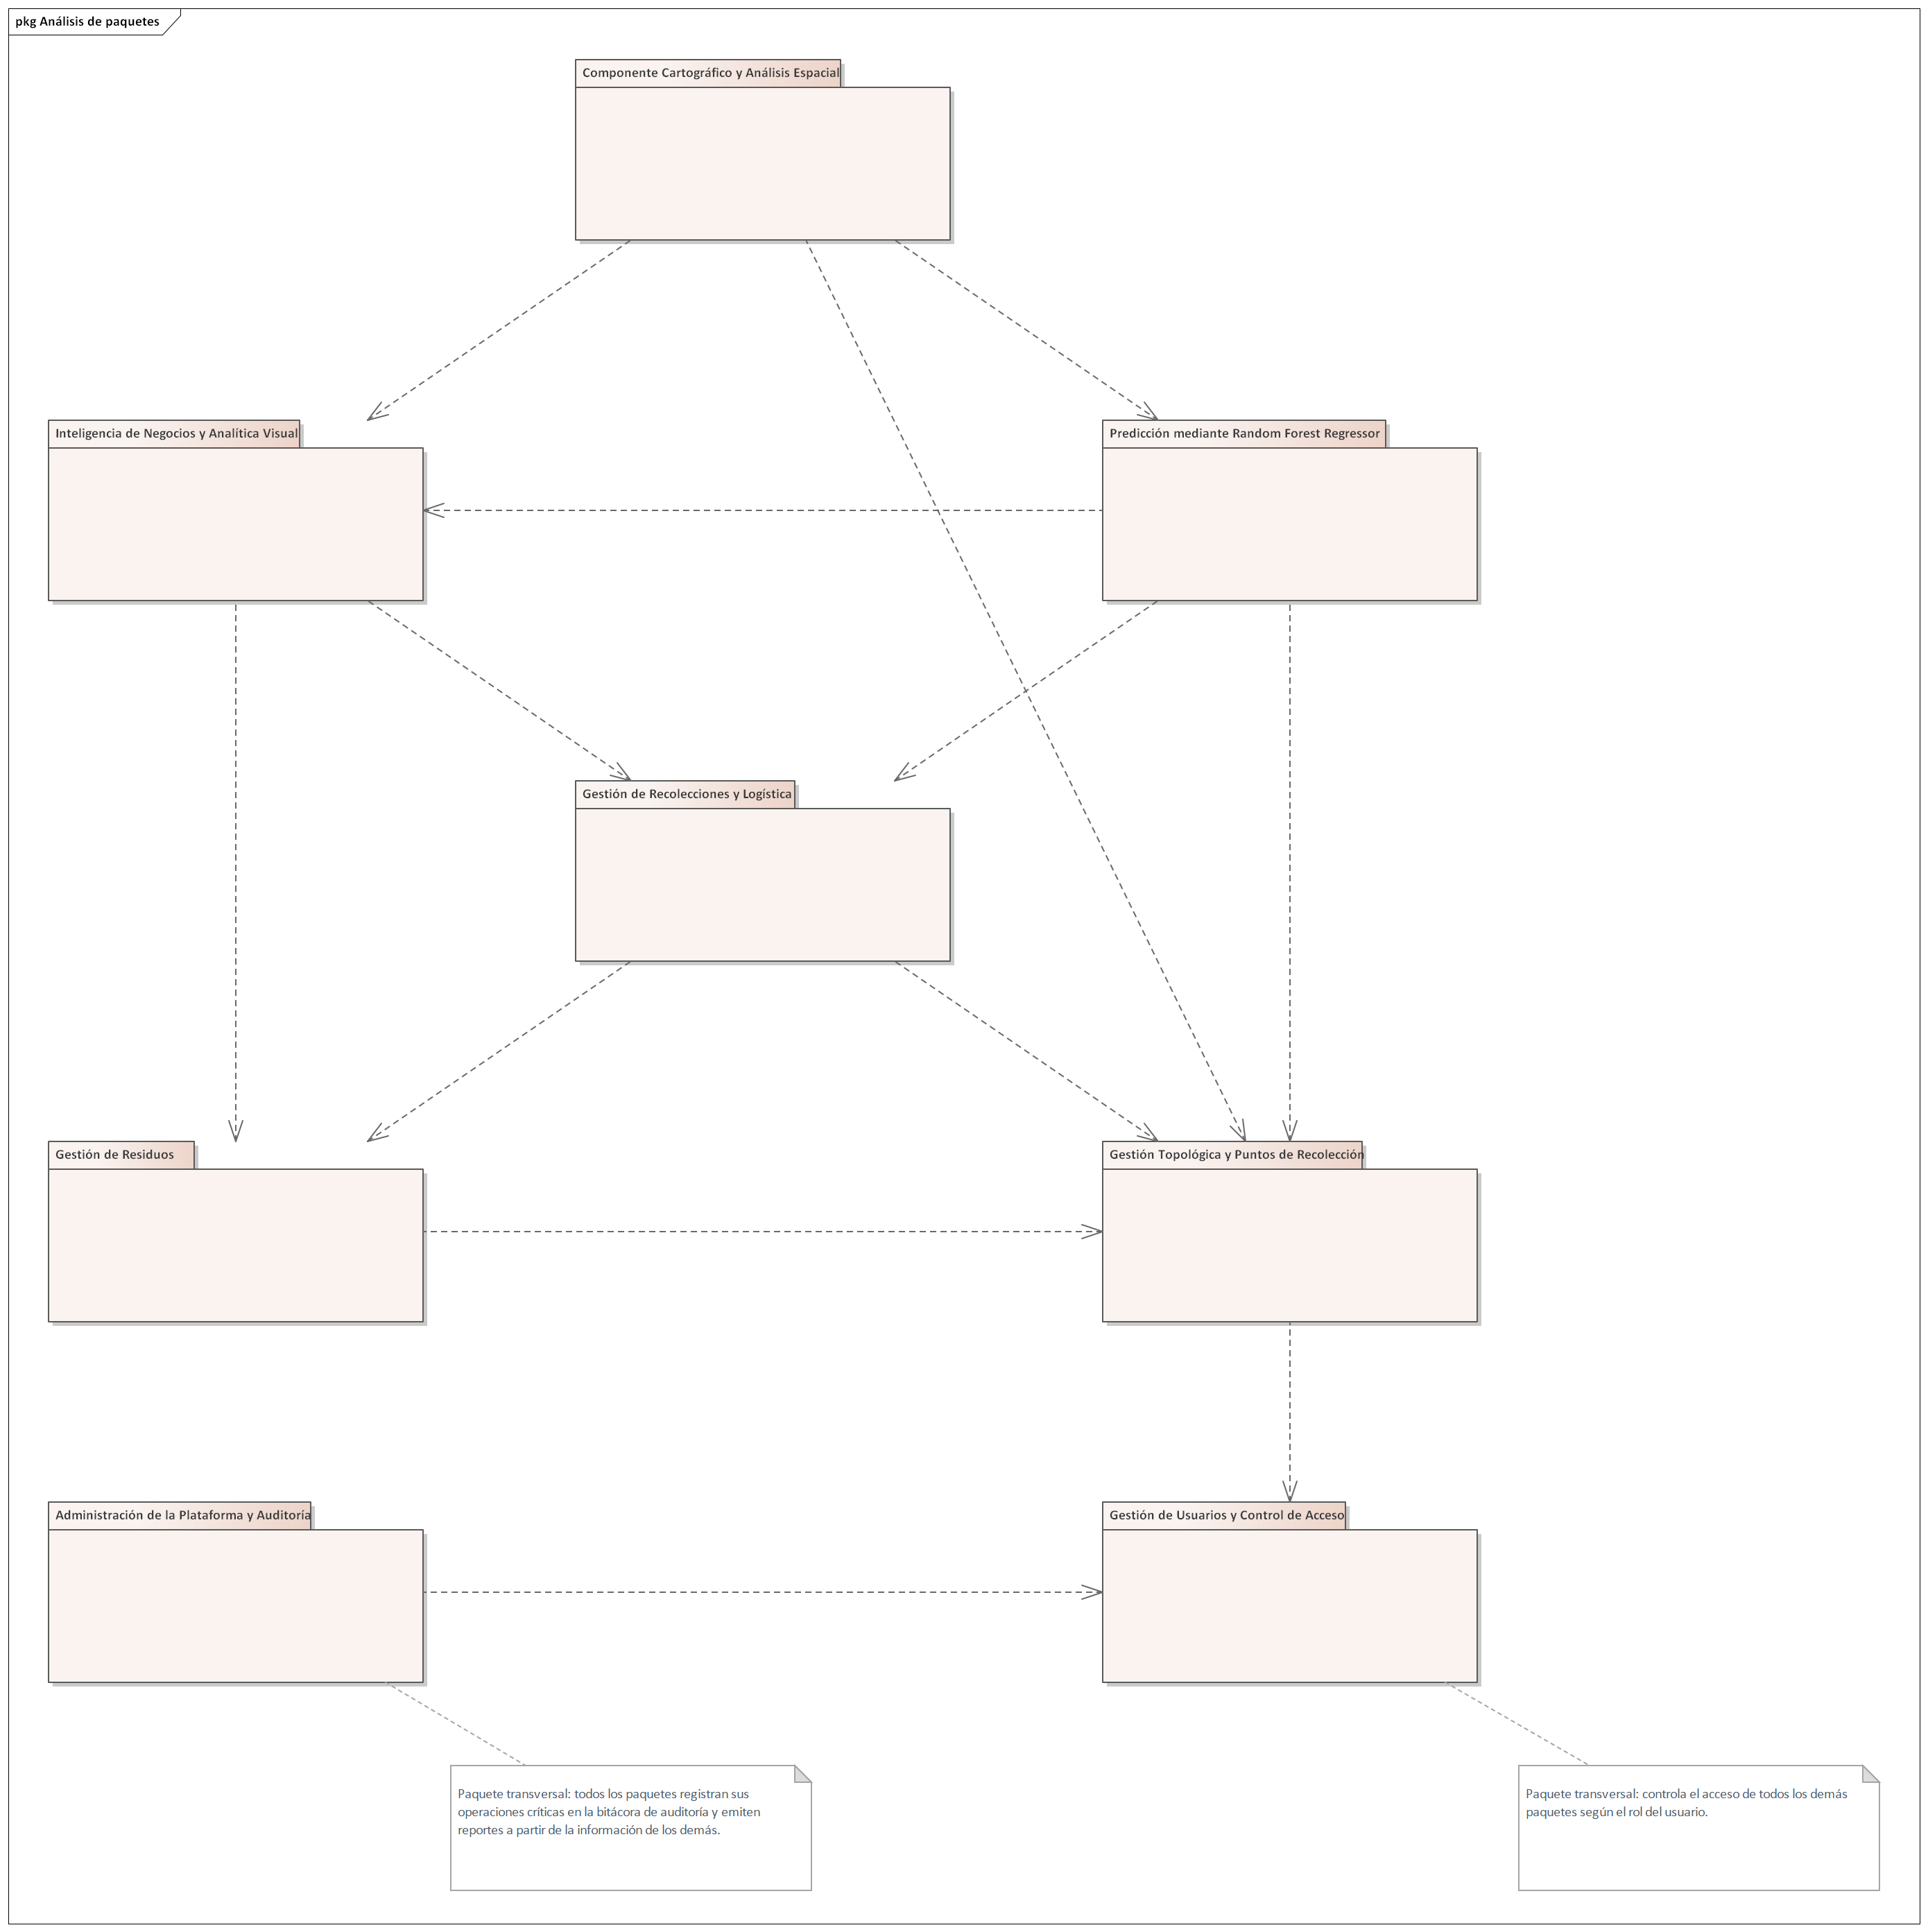 pkg Análisis de paquetes
Componente Cartográfico y Análisis Espacial
Inteligencia de Negocios y Analítica Visual
Predicción mediante Random Forest Regressor
Gestión de Recolecciones y Logística
Gestión de Residuos
Gestión Topológica y Puntos de Recolección
Administración de la Plataforma y Auditoría
Gestión de Usuarios y Control de Acceso
Paquete transversal: todos los paquetes registran sus
operaciones críticas en la bitácora de auditoría y emiten
reportes a partir de la información de los demás.
Paquete transversal: controla el acceso de todos los demás
paquetes según el rol del usuario.